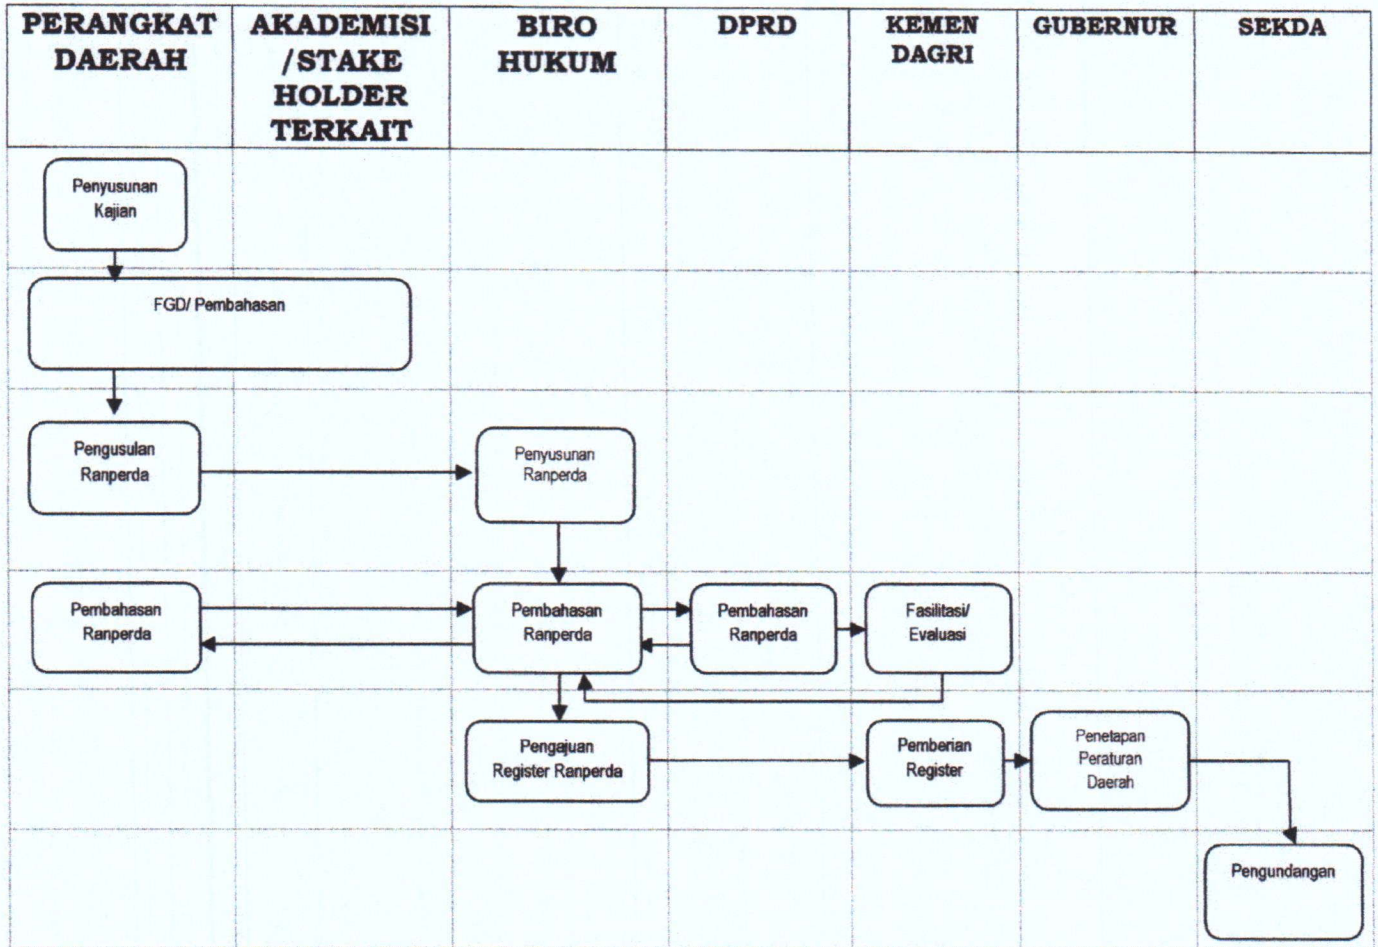 PERANGKAT
DAERAH
AKADEMISI
/STAKE
HOLDER
TERKAIT
BIRO
HUKUM
DPRD
KEMEN
DAGRI
GUBERNUR
SEKDA
Penyusunan
Kajian
FGD/ Pembahasan
Pengusulan
Ranperda
Penyusunan
Ranperda
Pembahasan
Ranperda
Pembahasan
Ranperda
Pembahasan
Ranperda
Fasilitasi/
Evaluasi
Pengajuan
Register Ranperda
Pemberian
Register
Penetapan
Peraturan
Daerah
Pengundangan